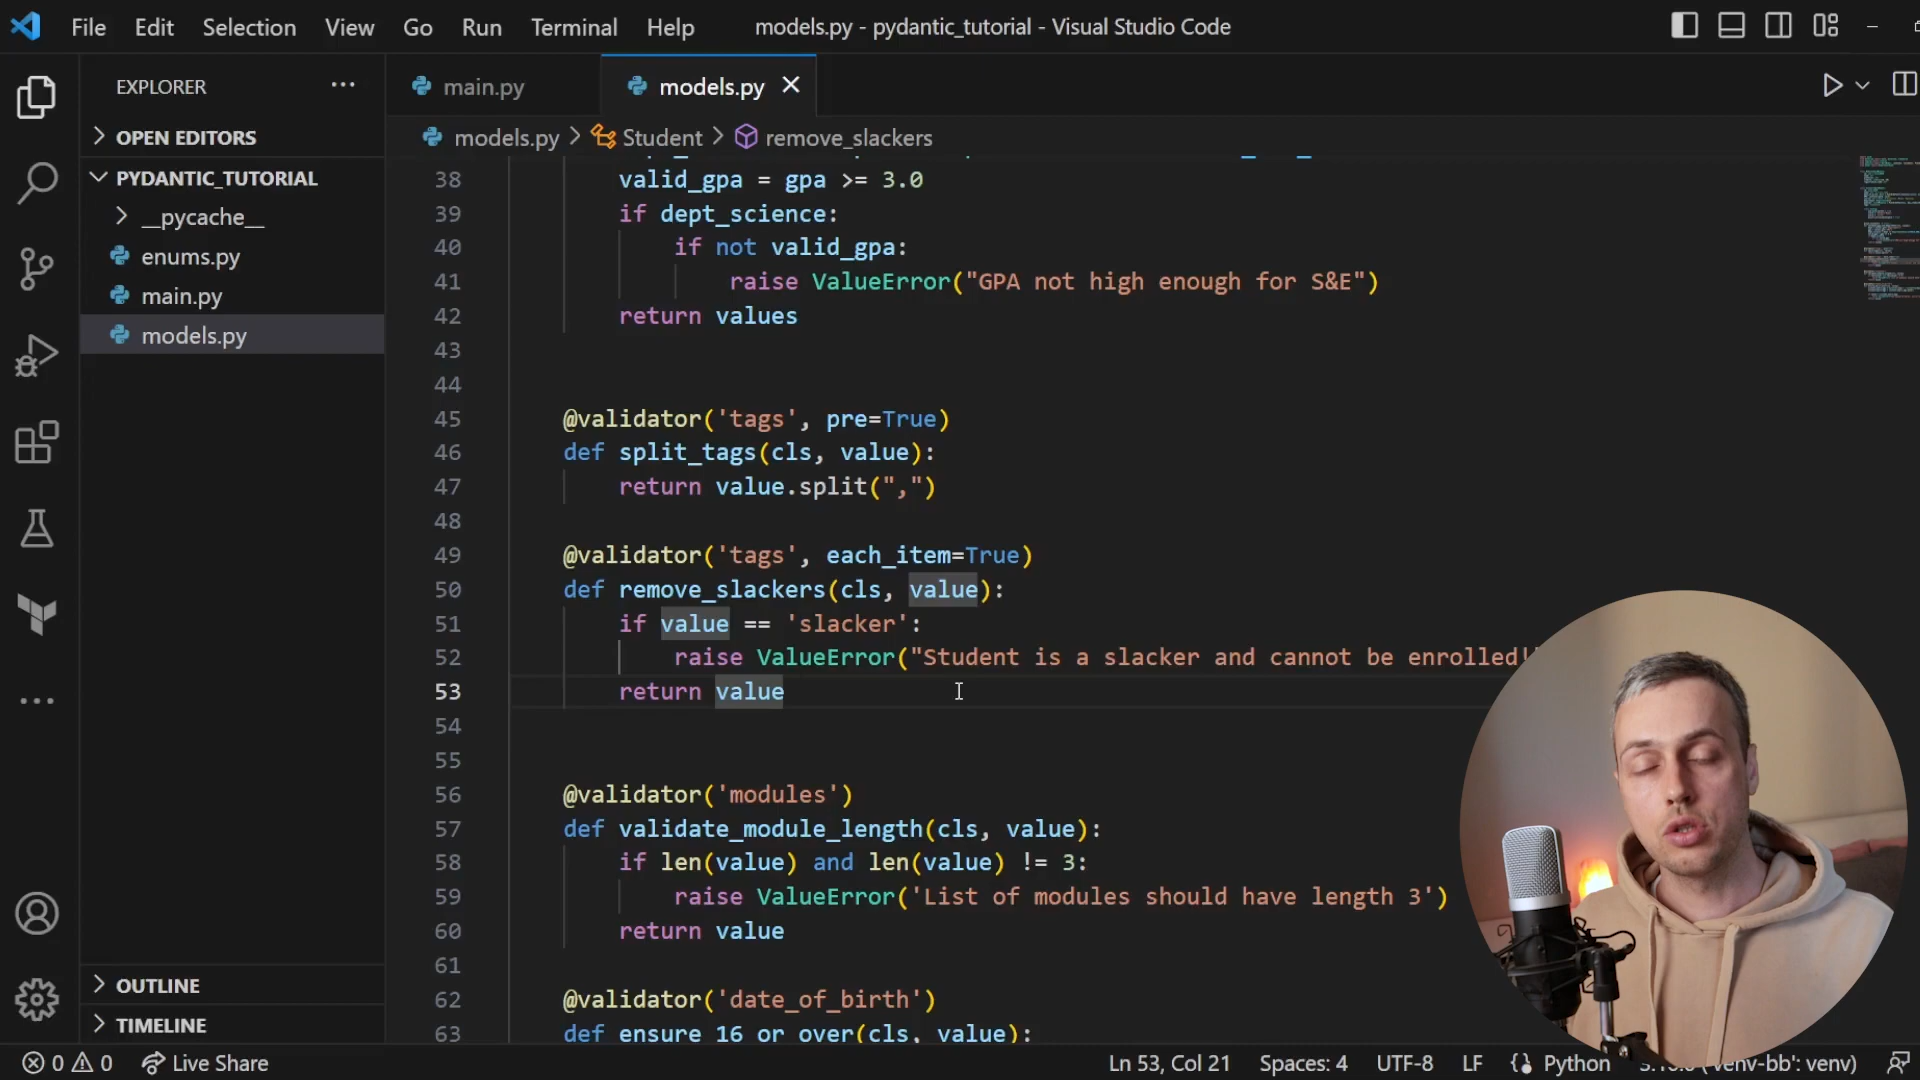 File Edit Selection View Go Run Terminal Help models.py - pydantic_tutorial - Visual Studio Code
EXPLORER
main.py models.py
OPEN EDITORS
models.py > Student > remove_slackers
PYDANTIC_TUTORIAL
__pycache__
enums.py
main.py
models.py
38 valid_gpa = gpa >= 3.0
39 if dept_science:
40 if not valid_gpa:
41 raise ValueError("GPA not high enough for S&E")
42 return values
43
44
45 @validator('tags', pre=True)
46 def split_tags(cls, value):
47 return value.split(",")
48
49 @validator('tags', each_item=True)
50 def remove_slackers(cls, value):
51 if value == 'slacker':
52 raise ValueError("Student is a slacker and cannot be enrolled!"
53 return value
54
55
56 @validator('modules')
57 def validate_module_length(cls, value):
58 if len(value) and len(value) != 3:
59 raise ValueError('List of modules should have length 3')
60 return value
61
62 @validator('date_of_birth')
63 def ensure_16_or_over(cls, value):
OUTLINE
TIMELINE
0 0 Live Share Ln 53, Col 21 Spaces: 4 UTF-8 LF Python venv-bb': venv)